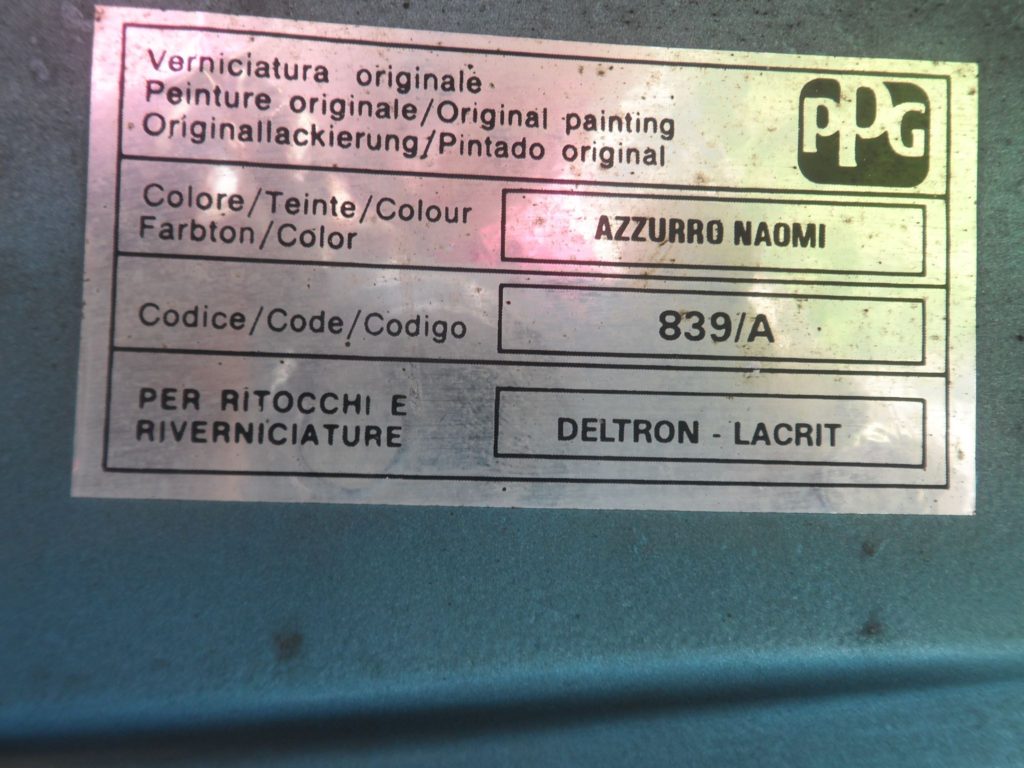 Verniciatura originale
Peinture originale/Original painting
Originallackierung/Pintado original
PPG
Colore/Teinte/Colour
Farbton/Color
AZZURRO NAOMI
Codice/Code/Codigo
839/A
PER RITOCCHI E
RIVERNICIATURE
DELTRON - LACRIT